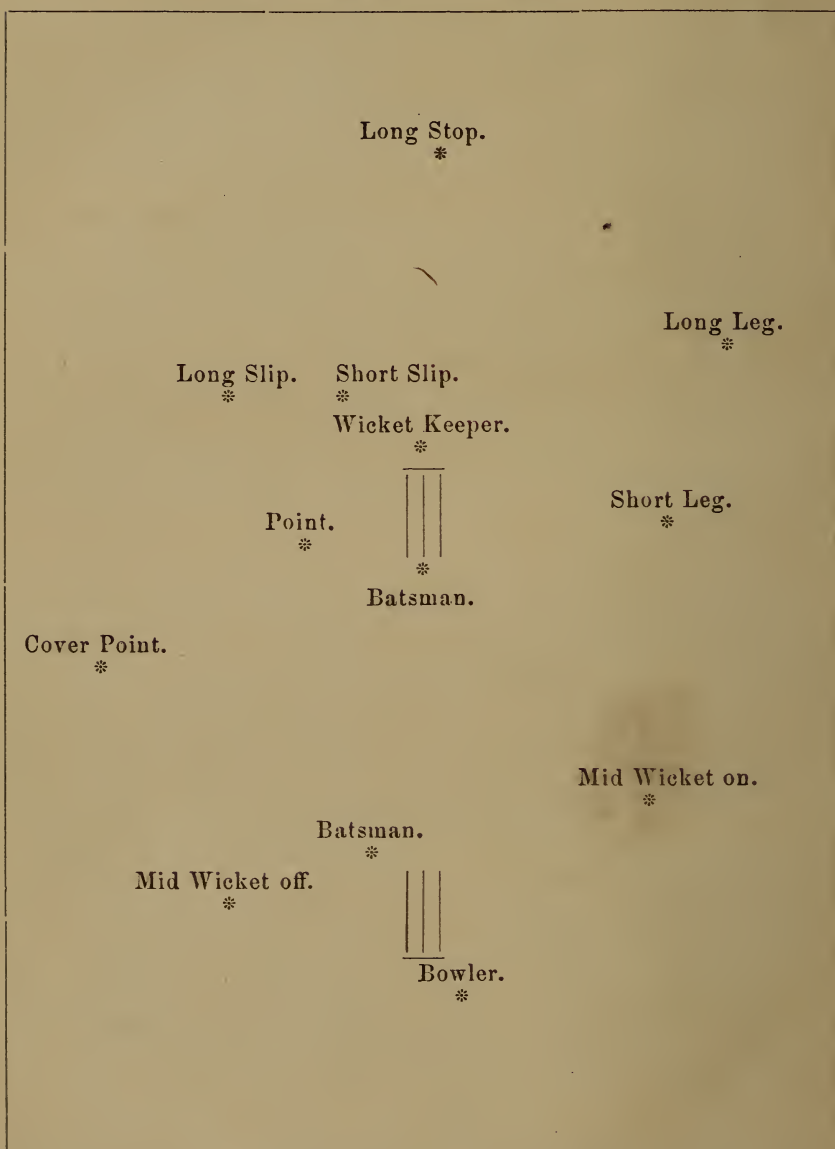 Long Stop.
Long Leg.
Long Slip. Short Slip.
Wicket Keeper.
Short Leg.
Point.
Batsman.
Cover Point.
Mid Wicket on.
Batsman.
Mid Wicket off.
Bowler.